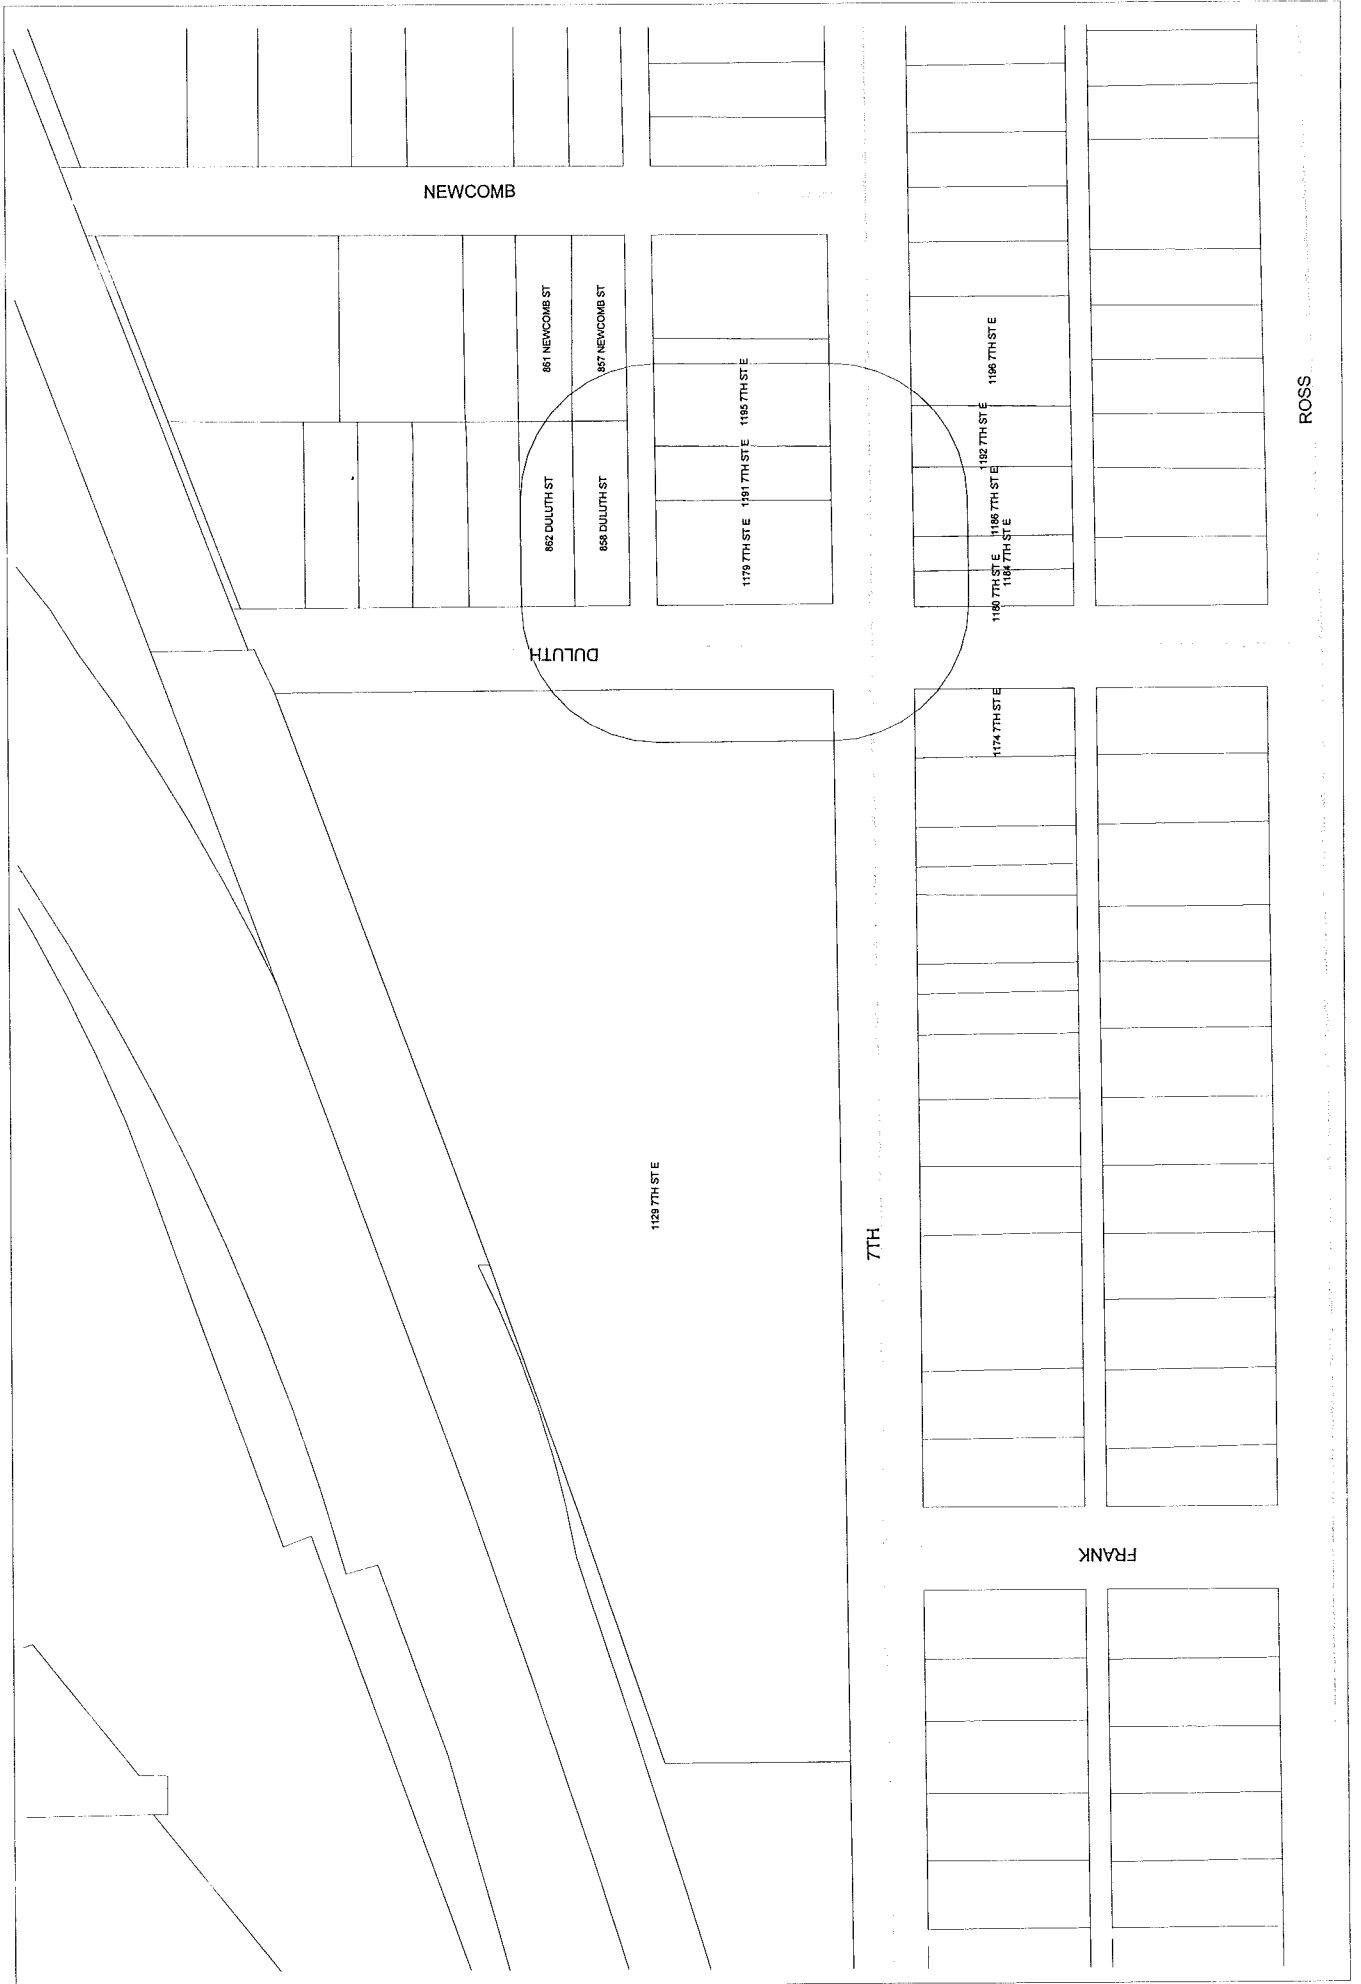 NEWCOMB
861 NEWCOMB ST
857 NEWCOMB ST
1195 7TH ST E
1196 7TH ST E
ROSS
862 DULUTH ST
858 DULUTH ST
1191 7TH ST E
1179 7TH ST E
1192 7TH ST E
1186 7TH ST E
1184 7TH ST E
1180 7TH ST E
DULUTH
1174 7TH ST E
1129 7TH ST E
7TH
FRANK